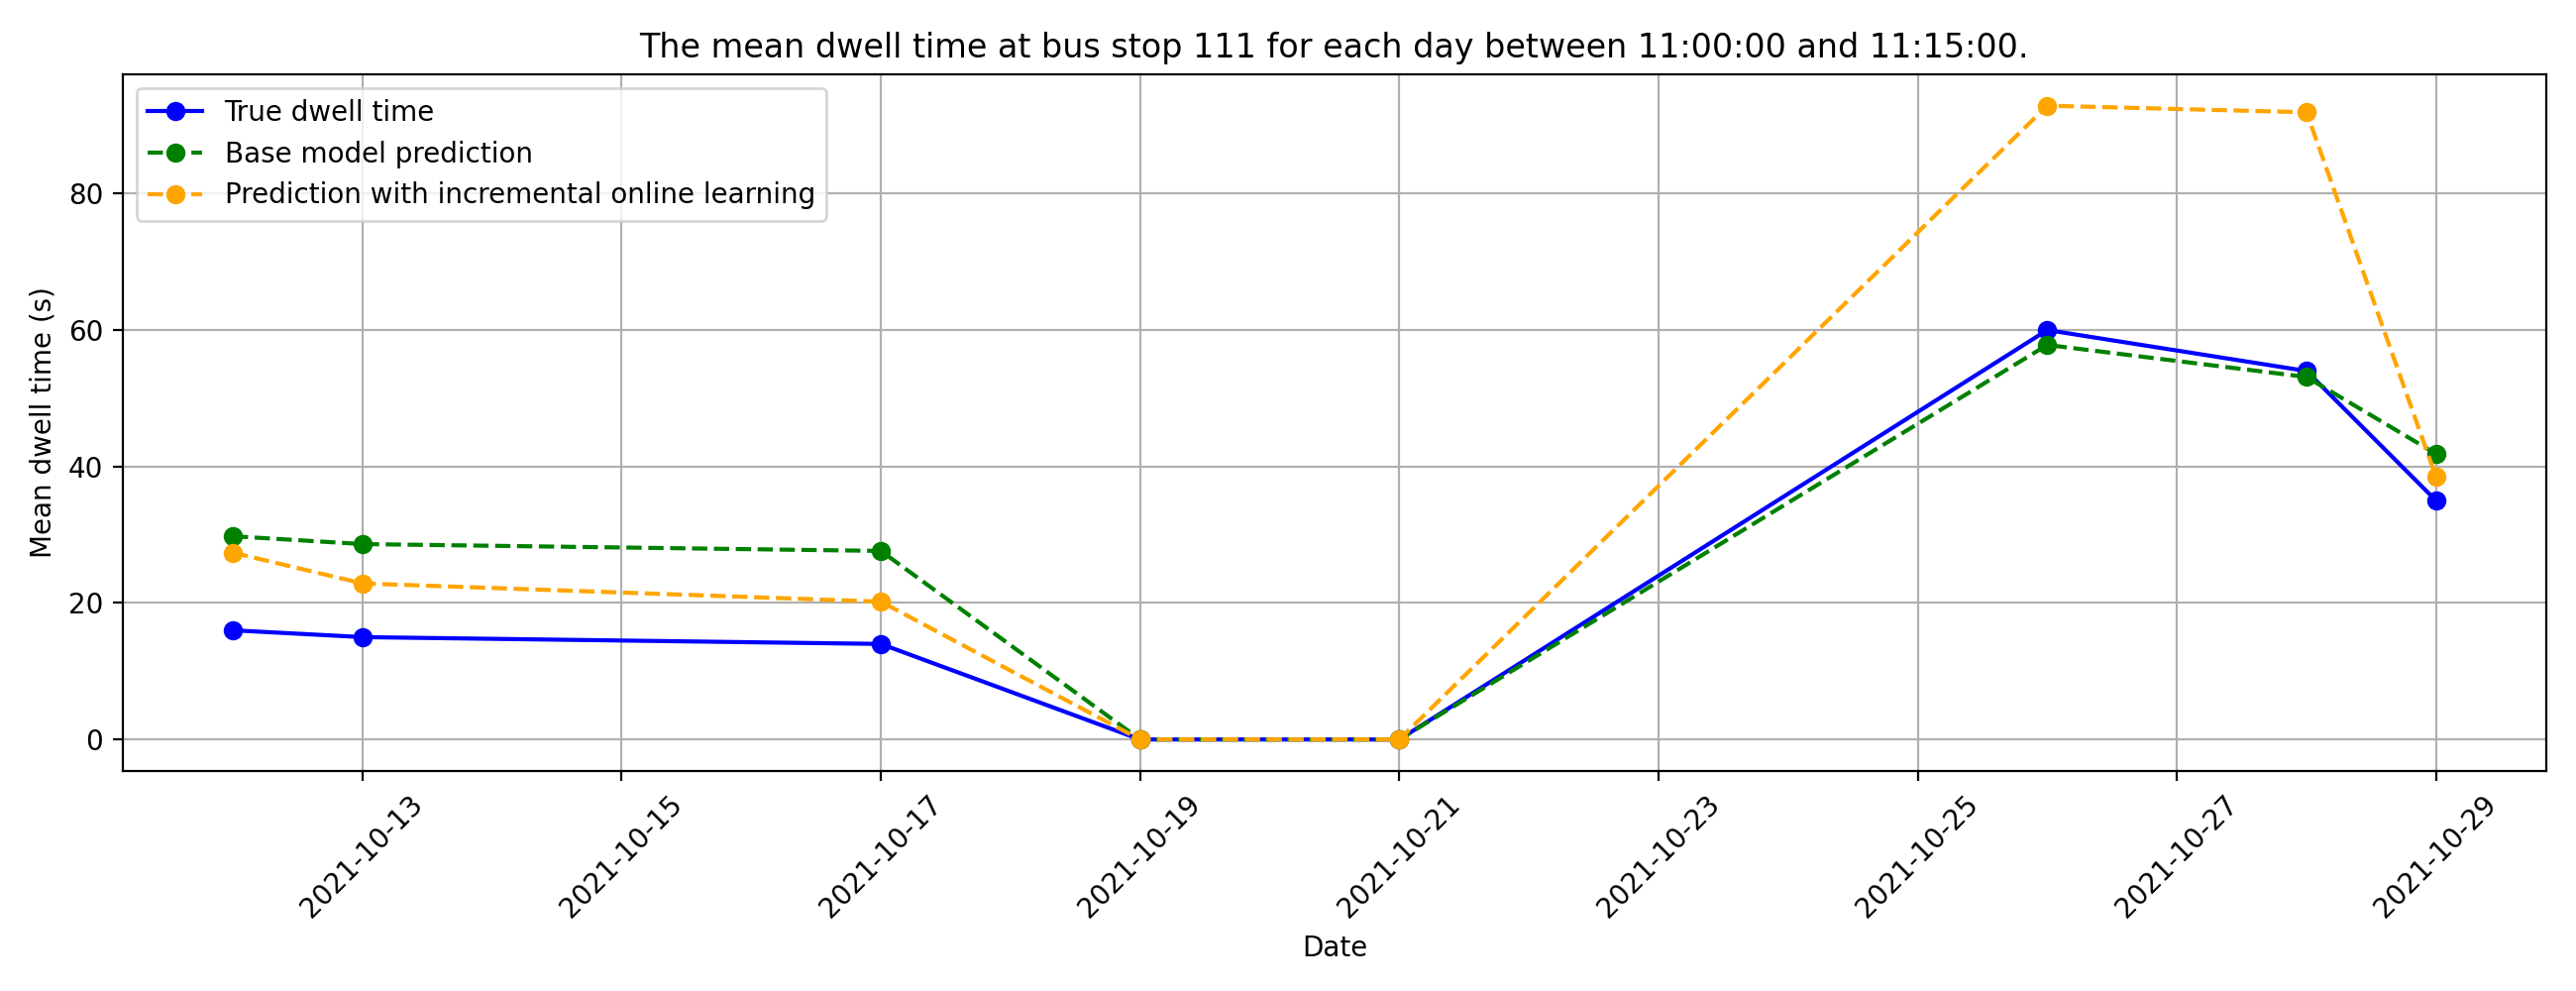 The mean dwell time at bus stop 111 for each day between 11:00:00 and 11:15:00.
True dwell time
Base model prediction
Prediction with incremental online learning
Mean dwell time (s)
80
60
40
20
0
2021-10-13
2021-10-15
2021-10-17
2021-10-19
2021-10-21
2021-10-23
2021-10-25
2021-10-27
2021-10-29
Date